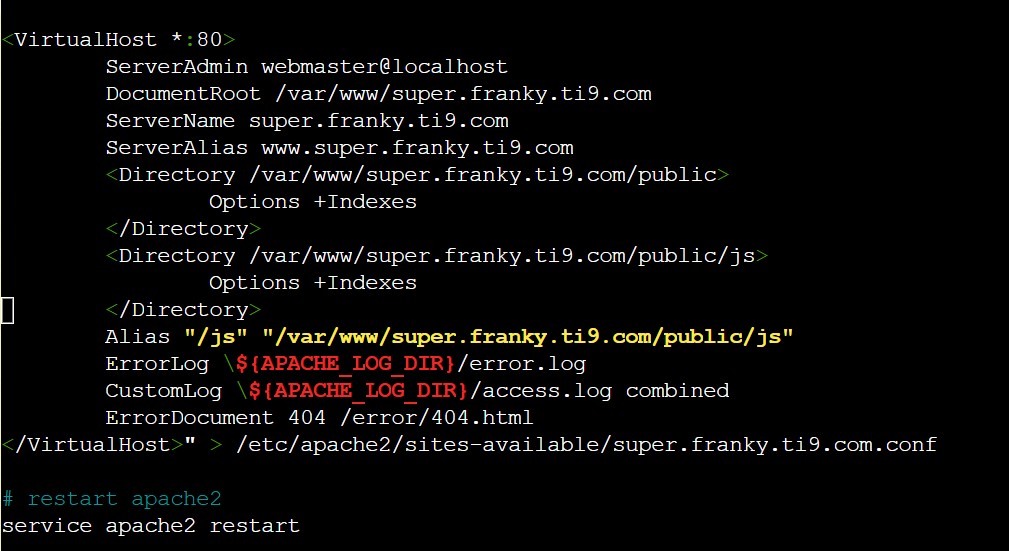 <VirtualHost *:80>
ServerAdmin webmaster@localhost
DocumentRoot /var/www/super.franky.ti9.com
ServerName super.franky.ti9.com
ServerAlias www.super.franky.ti9.com
<Directory /var/www/super.franky.ti9.com/public>
Options +Indexes
</Directory>
<Directory /var/www/super.franky.ti9.com/public/js>
Options +Indexes
</Directory>
Alias "/js" "/var/www/super.franky.ti9.com/public/js"
ErrorLog \${APACHE_LOG_DIR}/error.log
CustomLog \${APACHE_LOG_DIR}/access.log combined
ErrorDocument 404 /error/404.html
</VirtualHost>" > /etc/apache2/sites-available/super.franky.ti9.com.conf
# restart apache2
service apache2 restart